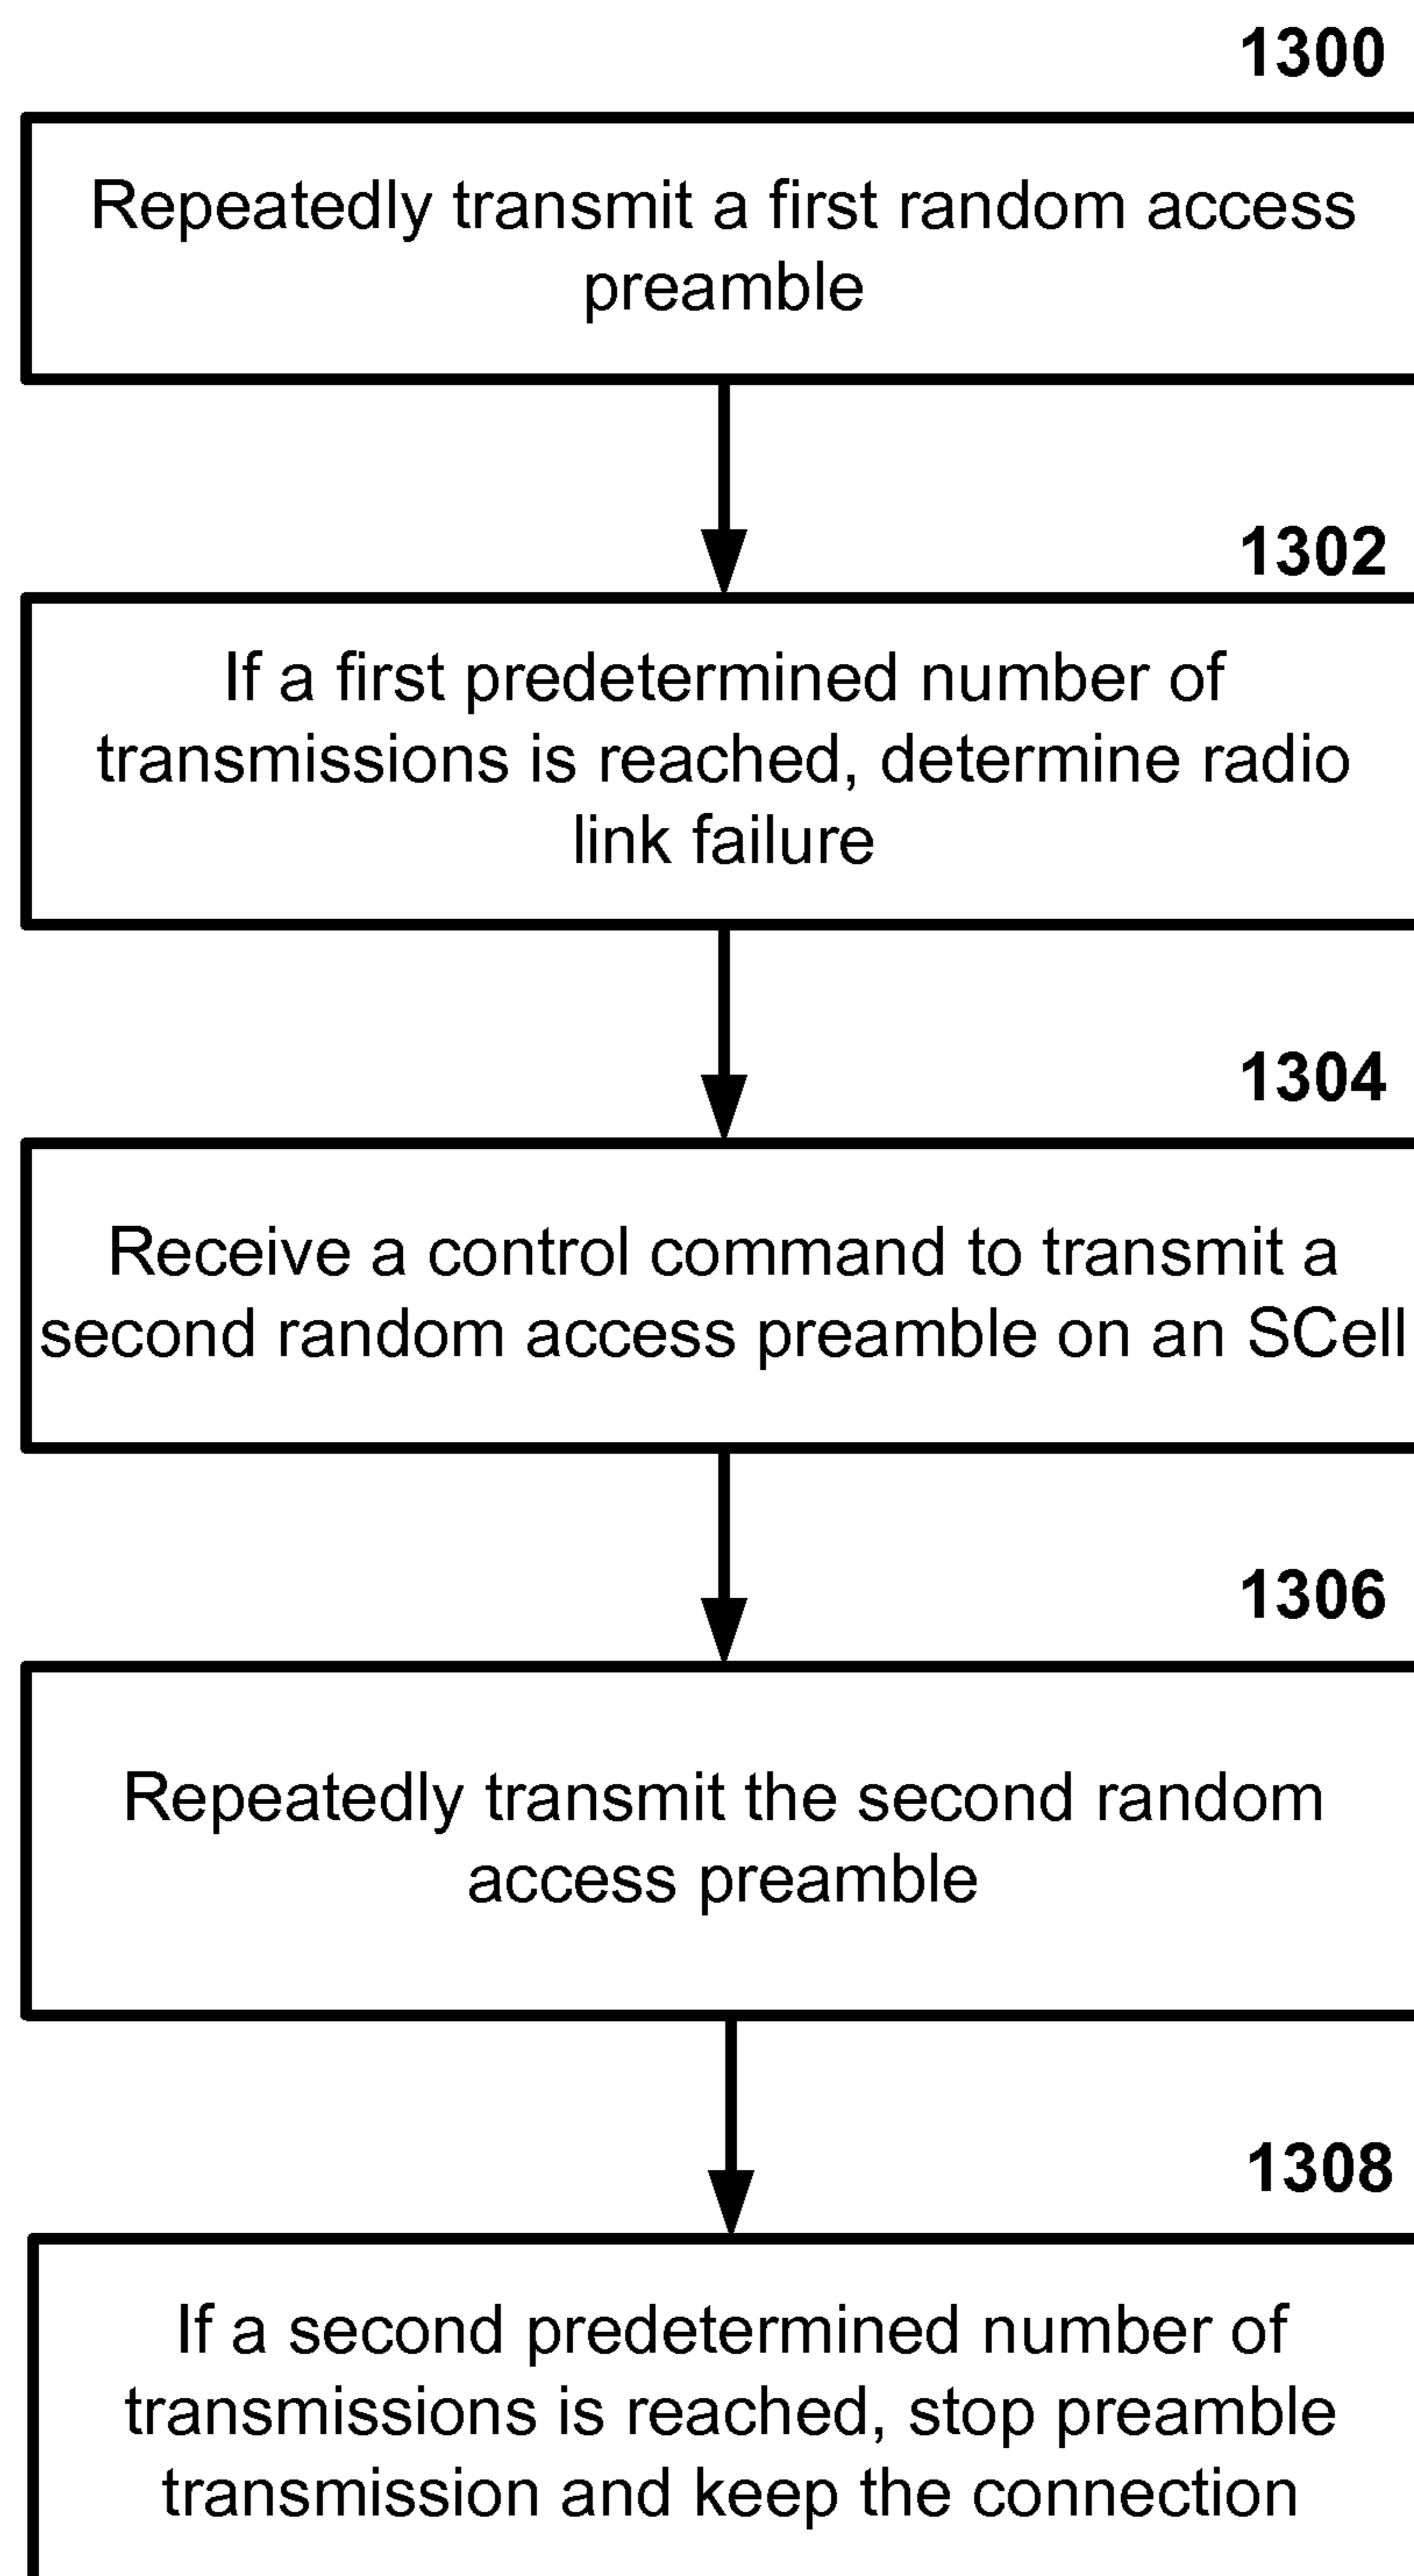 1300
Repeatedly transmit a first random access
preamble
1302
If a first predetermined number of
transmissions is reached, determine radio
link failure
1304
Receive a control command to transmit a
second random access preamble on an SCell
1306
Repeatedly transmit the second random
access preamble
1308
If a second predetermined number of
transmissions is reached, stop preamble
transmission and keep the connection